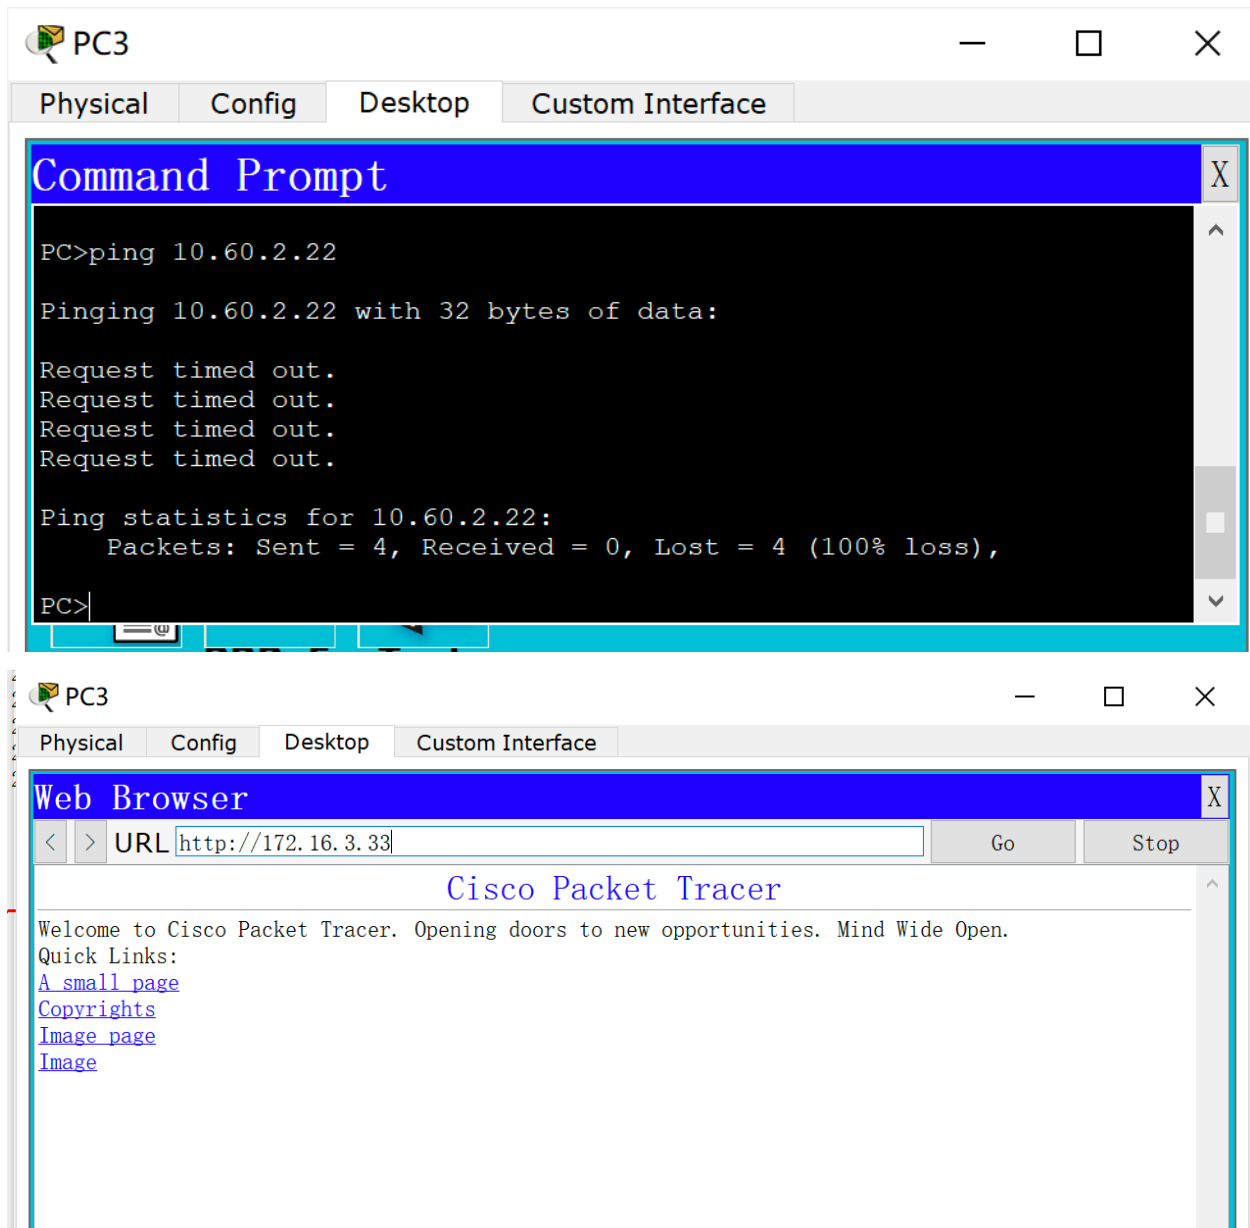 PC3
Physical Config Desktop Custom Interface
Command Prompt X
PC>ping 10.60.2.22
Pinging 10.60.2.22 with 32 bytes of data:
Request timed out.
Request timed out.
Request timed out.
Request timed out.
Ping statistics for 10.60.2.22:
Packets: Sent = 4, Received = 0, Lost = 4 (100% loss),
PC>
PC3
Physical Config Desktop Custom Interface
Web Browser X
< > URL http://172.16.3.33 Go Stop
Cisco Packet Tracer
Welcome to Cisco Packet Tracer. Opening doors to new opportunities. Mind Wide Open.
Quick Links:
A small page
Copyrights
Image page
Image